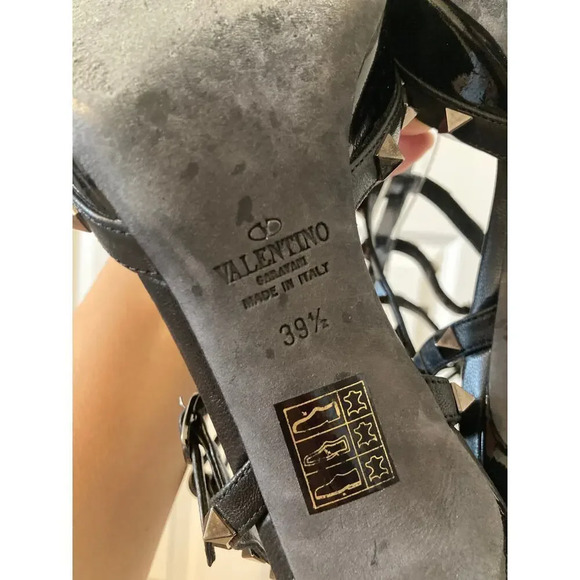 VALENTINO
GARAVANI
MADE IN ITALY
39½